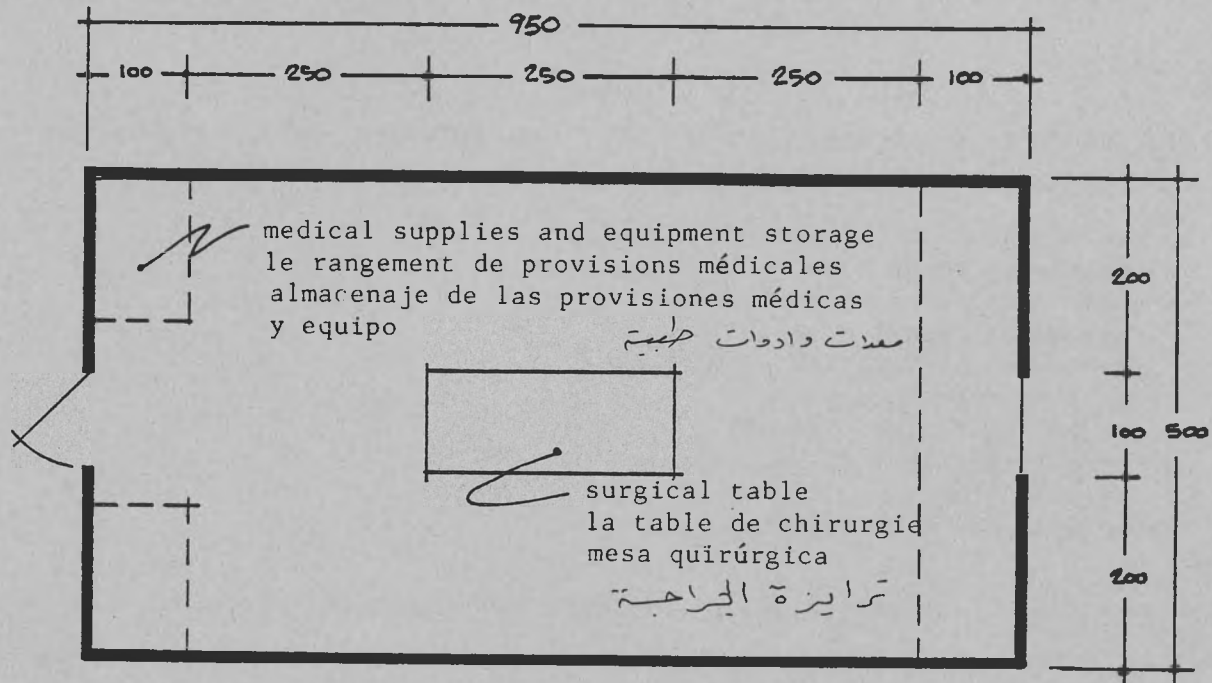 950
100 250 250 250 100
medical supplies and equipment storage
le rangement de provisions médicales
almacenaje de las provisiones médicas
y equipo
معدات وادوات طبية
200
100 500
surgical table
la table de chirurgie
mesa quirúrgica
ترايزة الجراحة
200